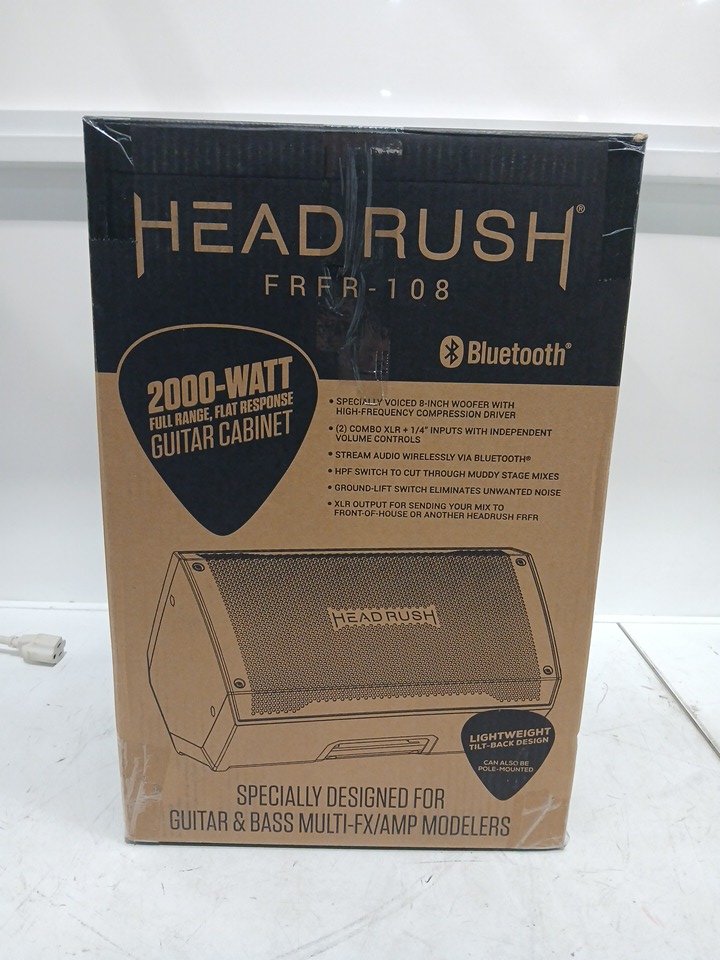 HEADRUSH®
FRFR-108
Bluetooth®
2000-WATT
FULL RANGE, FLAT RESPONSE
GUITAR CABINET
• SPECIALLY VOICED 8-INCH WOOFER WITH
HIGH-FREQUENCY COMPRESSION DRIVER
• (2) COMBO XLR + 1/4" INPUTS WITH INDEPENDENT
VOLUME CONTROLS
• STREAM AUDIO WIRELESSLY VIA BLUETOOTH®
• HPF SWITCH TO CUT THROUGH MUDDY STAGE MIXES
• GROUND-LIFT SWITCH ELIMINATES UNWANTED NOISE
• XLR OUTPUT FOR SENDING YOUR MIX TO
FRONT-OF-HOUSE OR ANOTHER HEADRUSH FRFR
HEADRUSH
LIGHTWEIGHT
TILT-BACK DESIGN
CAN ALSO BE
POLE-MOUNTED
SPECIALLY DESIGNED FOR
GUITAR & BASS MULTI-FX/AMP MODELERS